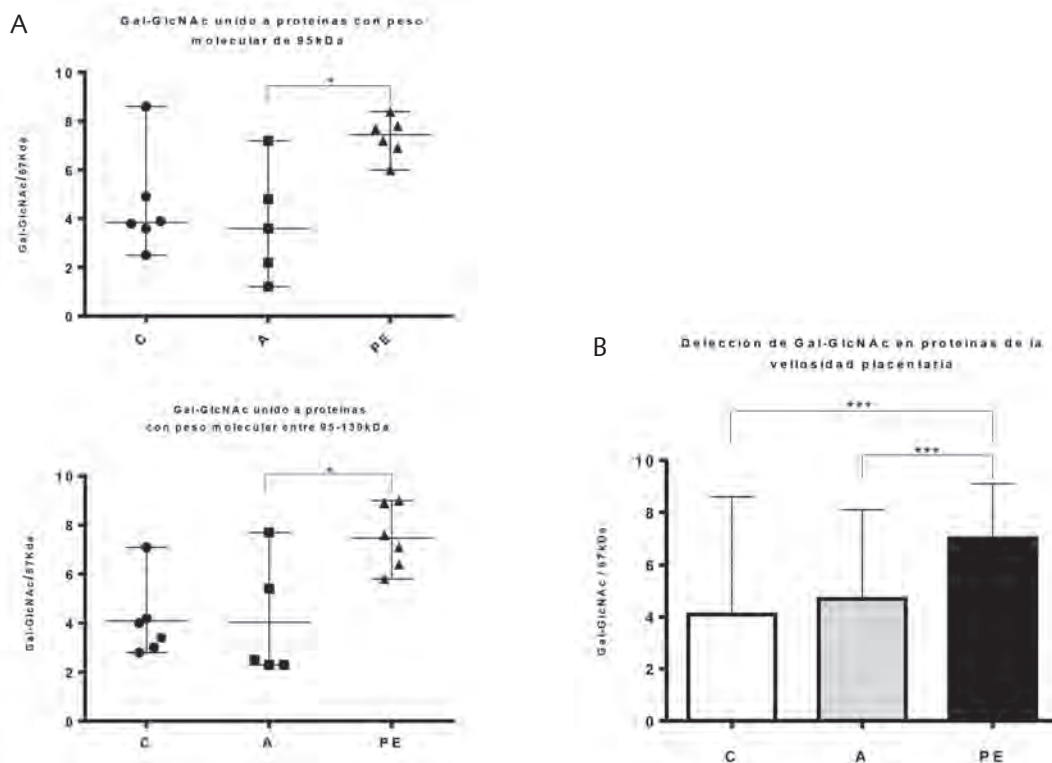 A
Gal-GlcNAc unido a proteínas con peso
molecular de 95kDa
*
10
8
6
4
2
0
Gal-GlcNAc/67Kda
C
A
PE
Gal-GlcNAc unido a proteínas
con peso molecular entre 95-130kDa
*
10
8
6
4
2
0
Gal-GlcNAc/67Kda
C
A
PE
B
Detección de Gal-GlcNAc en proteínas de la
vellosidad placentaria
***
***
10
8
6
4
2
0
Gal-GlcNAc / 67kDa
C
A
PE